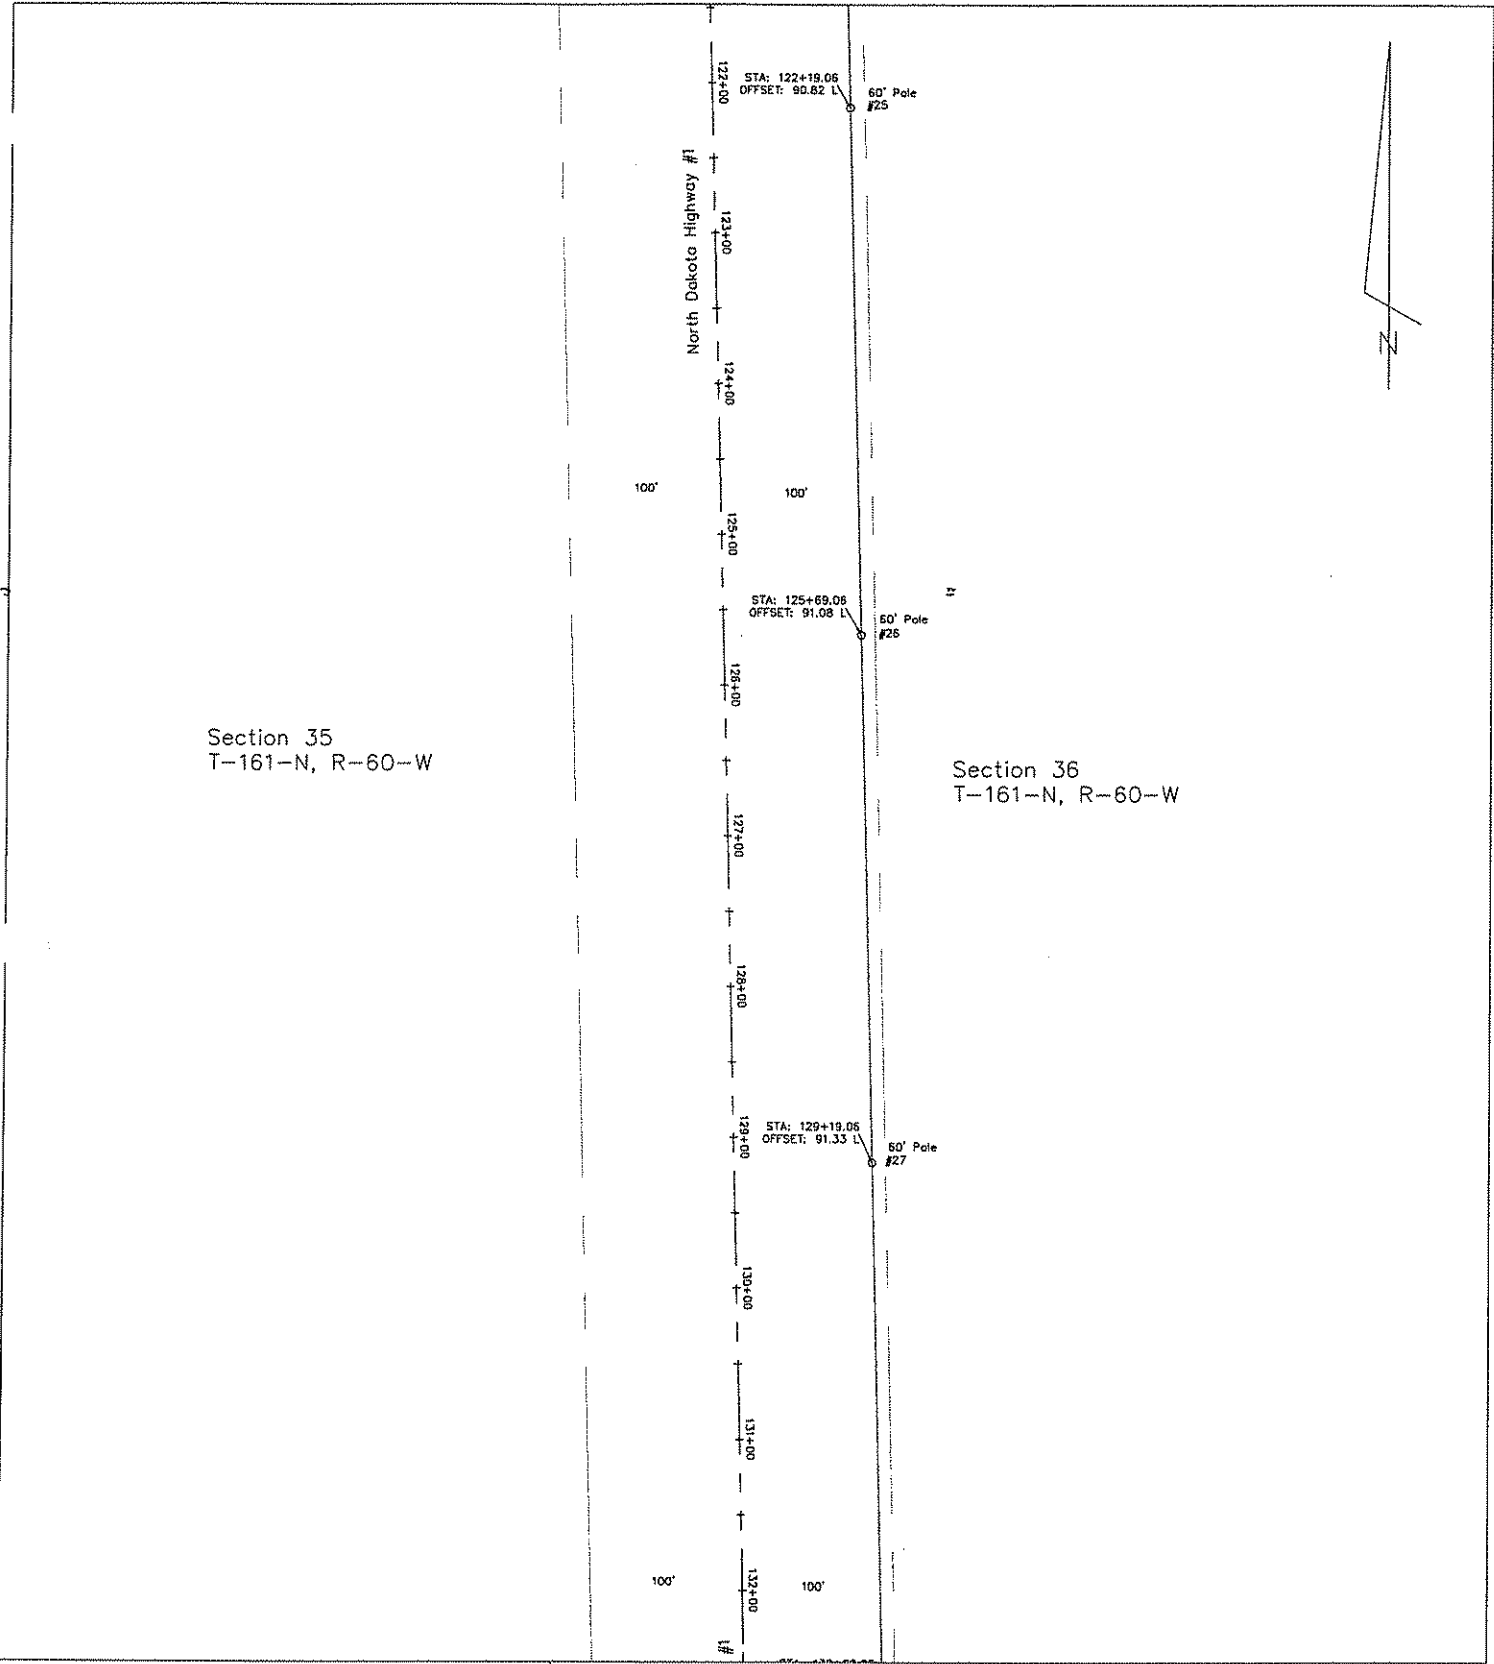 122+00
STA: 122+19.06
OFFSET: 90.82 L
60' Pole
#25
North Dakota Highway #1
123+00
N
124+00
100'
100'
125+00
STA: 125+69.06
OFFSET: 91.08 L
60' Pole
#26
126+00
Section 35
T-161-N, R-60-W
Section 36
T-161-N, R-60-W
127+00
128+00
129+00
STA: 129+19.06
OFFSET: 91.33 L
60' Pole
#27
130+00
131+00
100'
132+00
100'
#1